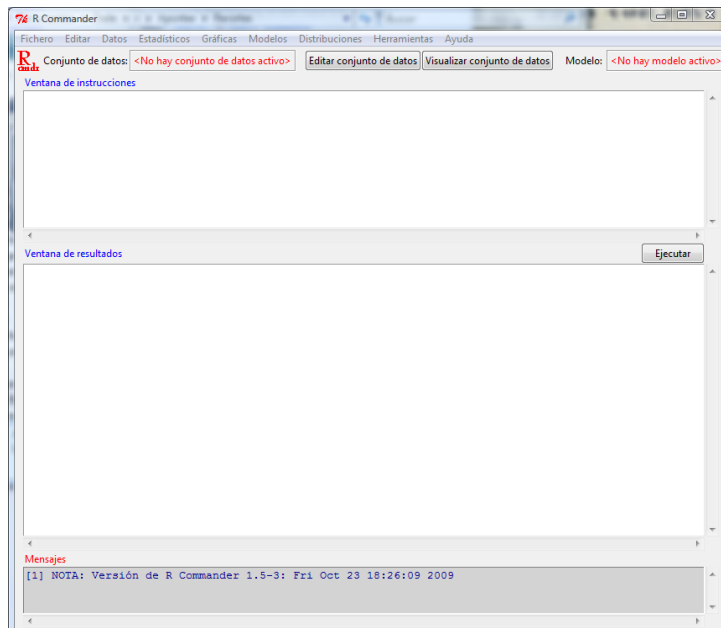 R Commander
Fichero Editar Datos Estadísticos Gráficas Modelos Distribuciones Herramientas Ayuda
R cmdr Conjunto de datos: <No hay conjunto de datos activo> Editar conjunto de datos Visualizar conjunto de datos Modelo: <No hay modelo activo>
Ventana de instrucciones
Ventana de resultados Ejecutar
Mensajes
[1] NOTA: Versión de R Commander 1.5-3: Fri Oct 23 18:26:09 2009